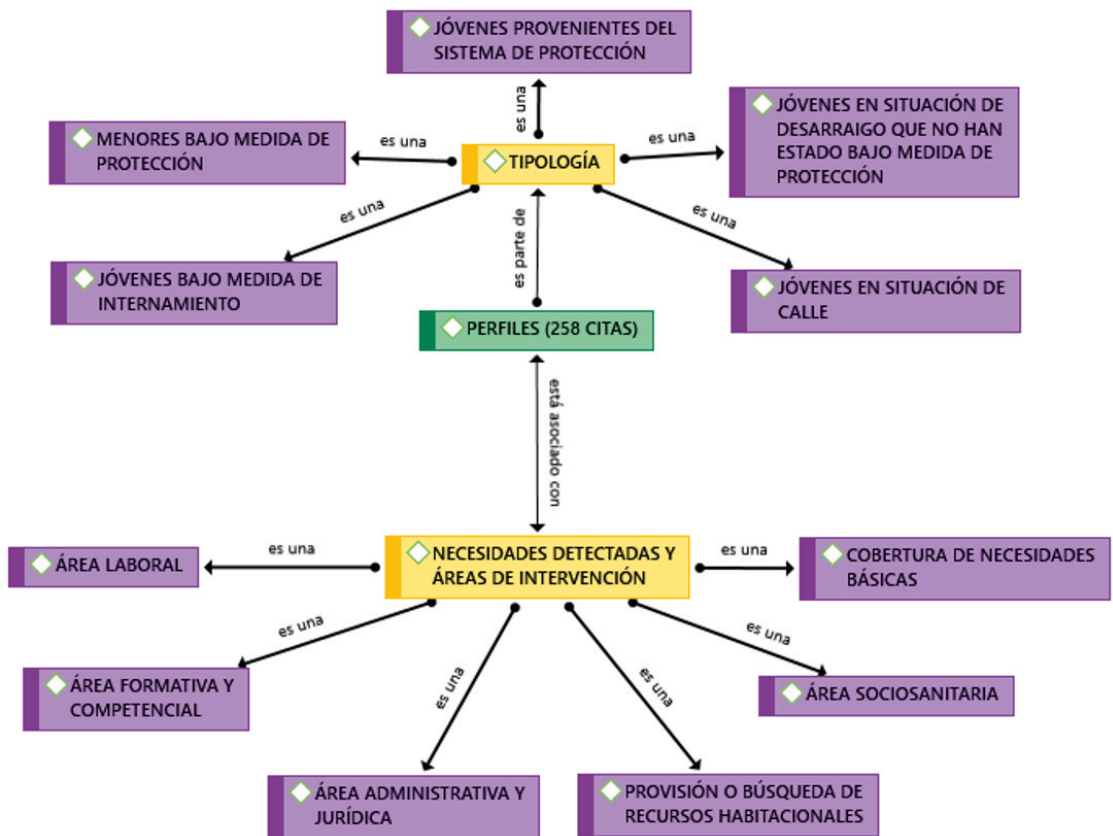 JÓVENES PROVENIENTES DEL
SISTEMA DE PROTECCIÓN
es una
MENORES BAJO MEDIDA DE
PROTECCIÓN
es una
TIPOLOGÍA
es una
JÓVENES EN SITUACIÓN DE
DESARRAIGO QUE NO HAN
ESTADO BAJO MEDIDA DE
PROTECCIÓN
es una
es una
JÓVENES BAJO MEDIDA DE
INTERNAMIENTO
es parte de
JÓVENES EN SITUACIÓN DE
CALLE
PERFILES (258 CITAS)
está asociado con
ÁREA LABORAL
es una
NECESIDADES DETECTADAS Y
ÁREAS DE INTERVENCIÓN
es una
COBERTURA DE NECESIDADES
BÁSICAS
es una
es una
es una
es una
ÁREA FORMATIVA Y
COMPETENCIAL
ÁREA SOCIOSANITARIA
ÁREA ADMINISTRATIVA Y
JURÍDICA
PROVISIÓN O BÚSQUEDA DE
RECURSOS HABITACIONALES